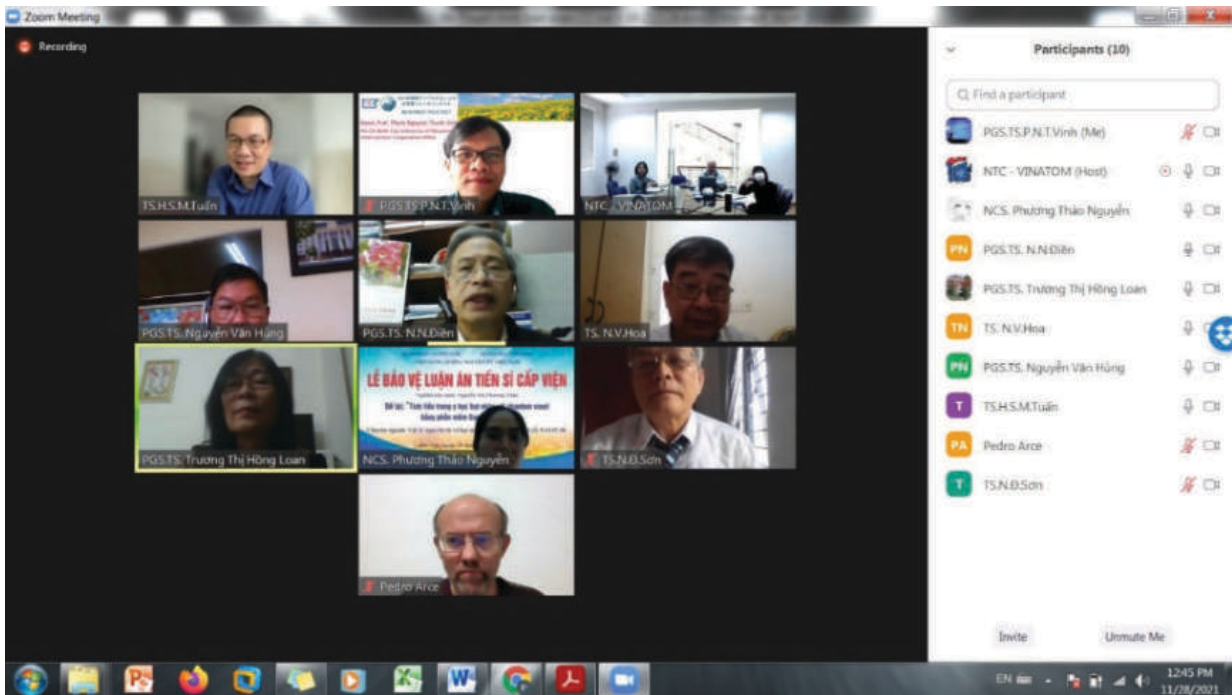 Zoom Meeting
Recording
TS.H.S.M.Tuấn
PGS.TS.P.N.T.Vinh
NTC - VINATOM
PGS.TS. Nguyễn Văn Hùng
PGS.TS. N.N.Điền
TS. N.V.Hoa
LỄ BẢO VỆ LUẬN ÁN TIẾN SĨ CẤP VIỆN
PGS.TS. Trương Thị Hồng Loan
NCS. Phương Thảo Nguyễn
TS.N.Đ.Sơn
Pedro Arce
Participants (10)
Find a participant
PGS.TS.P.N.T.Vinh (Me)
NTC - VINATOM (Host)
NCS. Phương Thảo Nguyễn
PN PGS.TS. N.N.Điền
PGS.TS. Trương Thị Hồng Loan
TN TS. N.V.Hoa
PN PGS.TS. Nguyễn Văn Hùng
T TS.H.S.M.Tuấn
PA Pedro Arce
T TS.N.Đ.Sơn
Invite
Unmute Me
EN
12:45 PM
11/28/2021